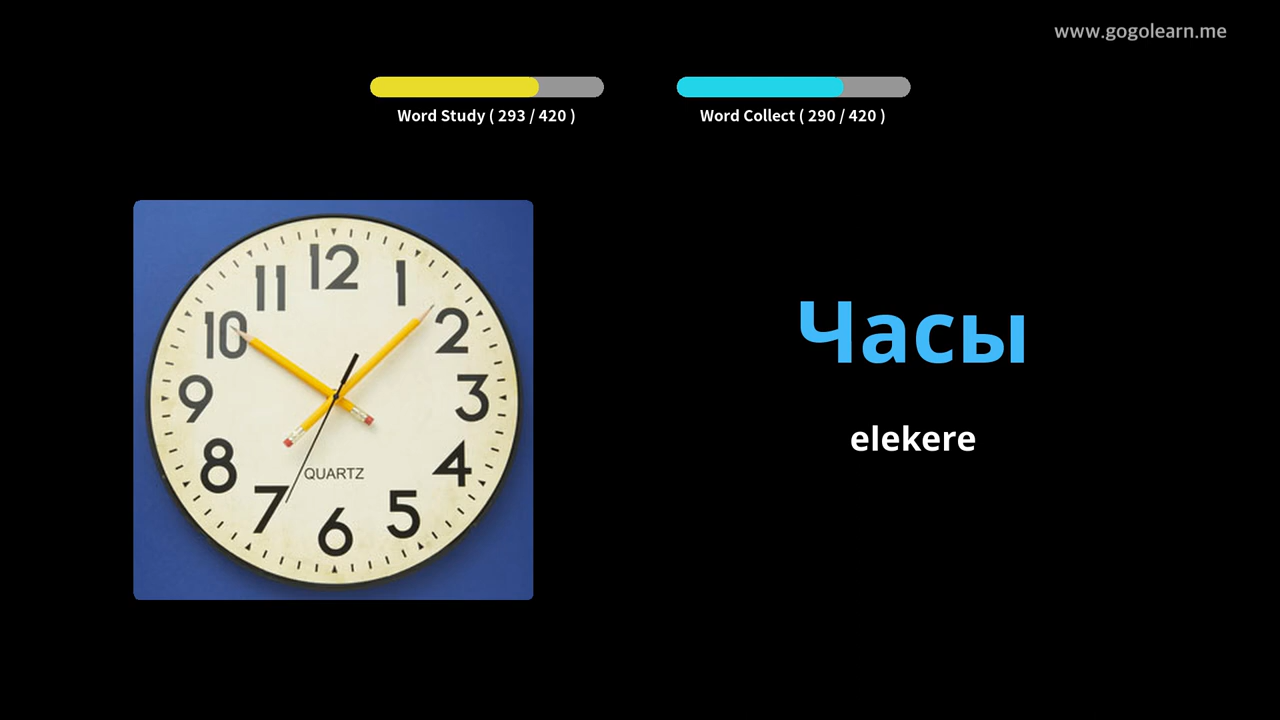 www.gogolearn.me
Word Study ( 293 / 420 )
Word Collect ( 290 / 420 )
12
11
1
10
2
9
3
8
4
7
5
6
QUARTZ
Часы
elekere